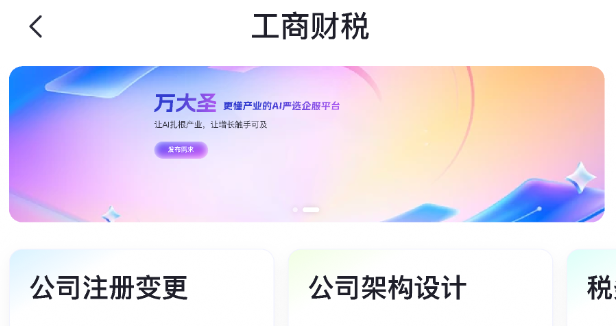 工商财税
万大圣 更懂产业的AI严选企服平台
让AI扎根产业，让增长触手可及
发布需求
公司注册变更
公司架构设计
税